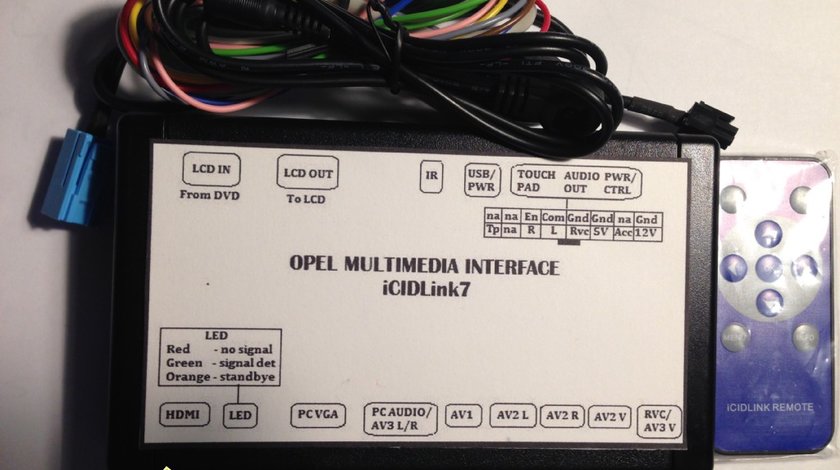 LCD IN
LCD OUT
IR
USB/
PWR
TOUCH AUDIO PWR/
PAD OUT CTRL
From DVD
To LCD
na na En Com Gnd Gnd na Gnd
Tp na R L Rvc 5V Acc 12V
OPEL MULTIMEDIA INTERFACE
iCIDLink7
LED
Red - no signal
Green - signal det
Orange - standbye
HDMI
LED
PC VGA
PC AUDIO/
AV3 L/R
AV1
AV2 L
AV2 R
AV2 V
RVC/
AV3 V
iCIDLINK REMOTE